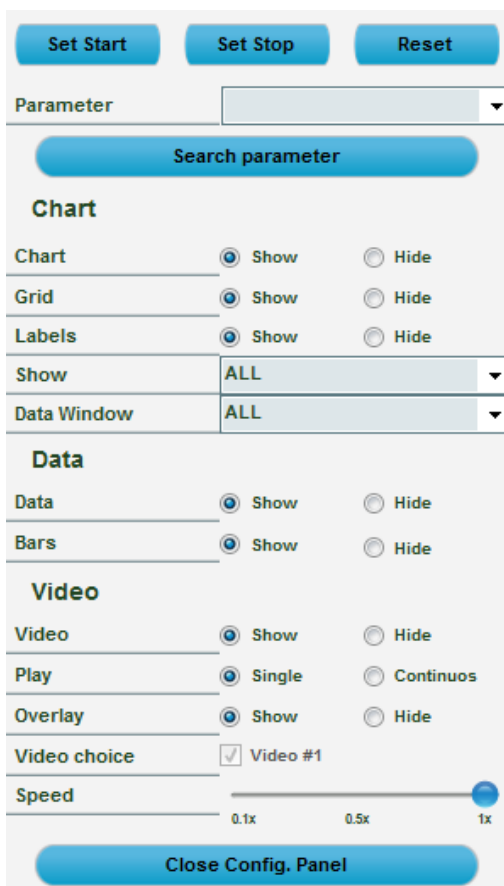 Set Start Set Stop Reset
Parameter
Search parameter
Chart
Chart Show Hide
Grid Show Hide
Labels Show Hide
Show ALL
Data Window ALL
Data
Data Show Hide
Bars Show Hide
Video
Video Show Hide
Play Single Continuos
Overlay Show Hide
Video choice Video #1
Speed
0.1x 0.5x 1x
Close Config. Panel